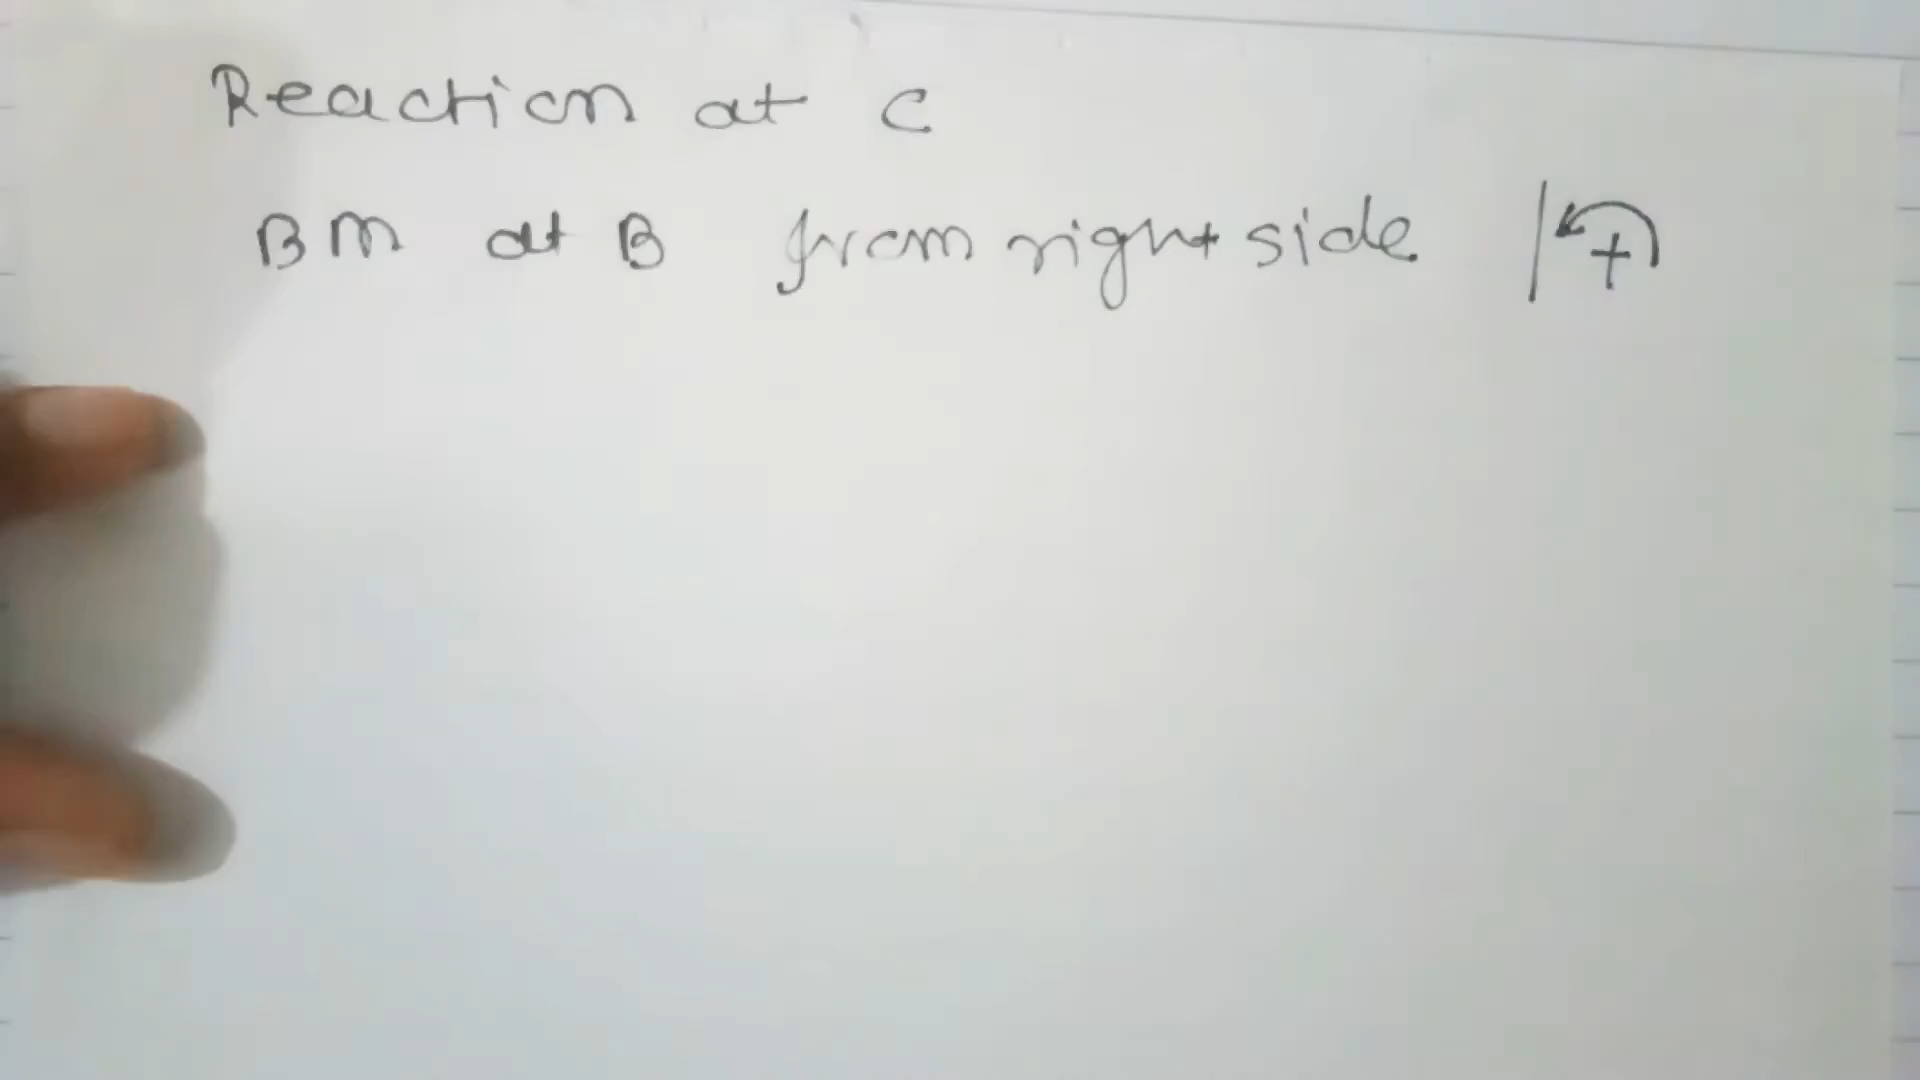 Reaction at C
BM at B from right side | +